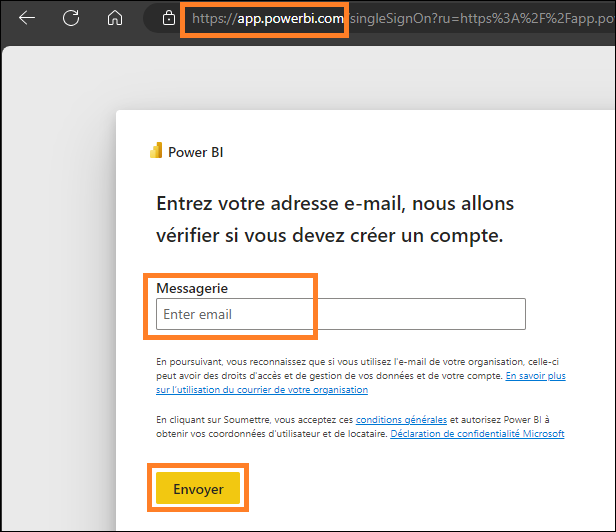 https://app.powerbi.com/singleSignOn?ru=https%3A%2F%2Fapp.po
Power BI
Entrez votre adresse e-mail, nous allons
vérifier si vous devez créer un compte.
Messagerie
Enter email
En poursuivant, vous reconnaissez que si vous utilisez l'e-mail de votre organisation, celle-ci
peut avoir des droits d'accès et de gestion de vos données et de votre compte. En savoir plus
sur l'utilisation du courrier de votre organisation
En cliquant sur Soumettre, vous acceptez ces conditions générales et autorisez Power BI à
obtenir vos coordonnées d'utilisateur et de locataire. Déclaration de confidentialité Microsoft
Envoyer